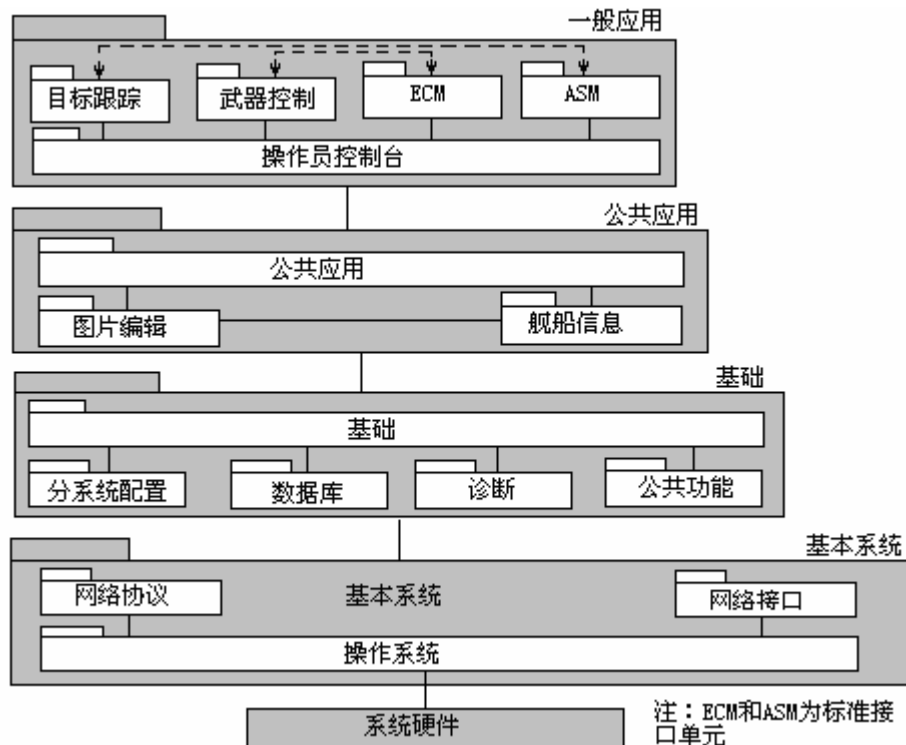 一般应用
目标跟踪
武器控制
ECM
ASM
操作员控制台
公共应用
公共应用
图片编辑
舰船信息
基础
基础
分系统配置
数据库
诊断
公共功能
基本系统
网络协议
基本系统
网络接口
操作系统
系统硬件
注：ECM和ASM为标准接
口单元